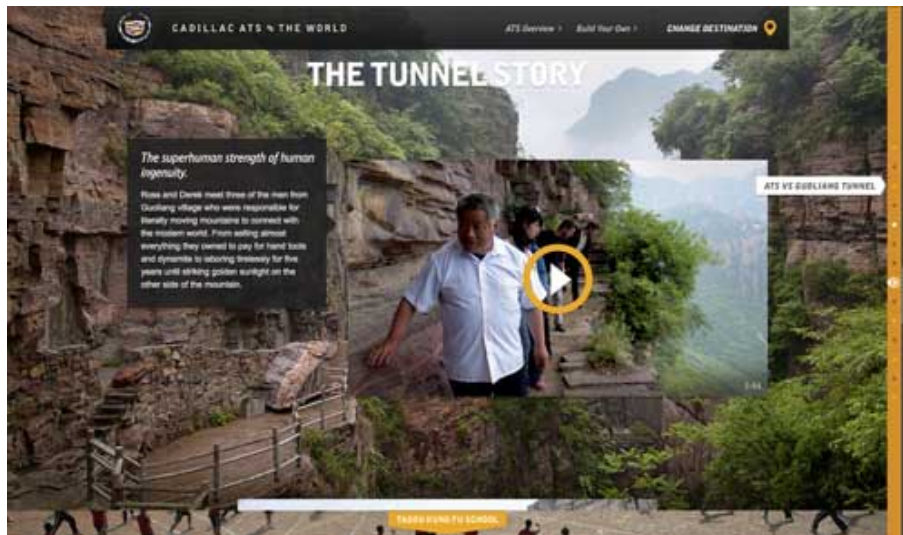 CADILLAC ATS vs THE WORLD
ATS Overview >
Build Your Own >
CHANGE DESTINATION
THE TUNNEL STORY
The superhuman strength of human
ingenuity.
Ross and Derek meet three of the men from
Guoliang village who were responsible for
literally moving mountains to connect with
the modern world. From selling almost
everything they owned to pay for hand tools
and dynamite to laboring tirelessly for five
years until striking golden sunlight on the
other side of the mountain.
ATS VS GUOLIANG TUNNEL
TAGOU KUNG FU SCHOOL